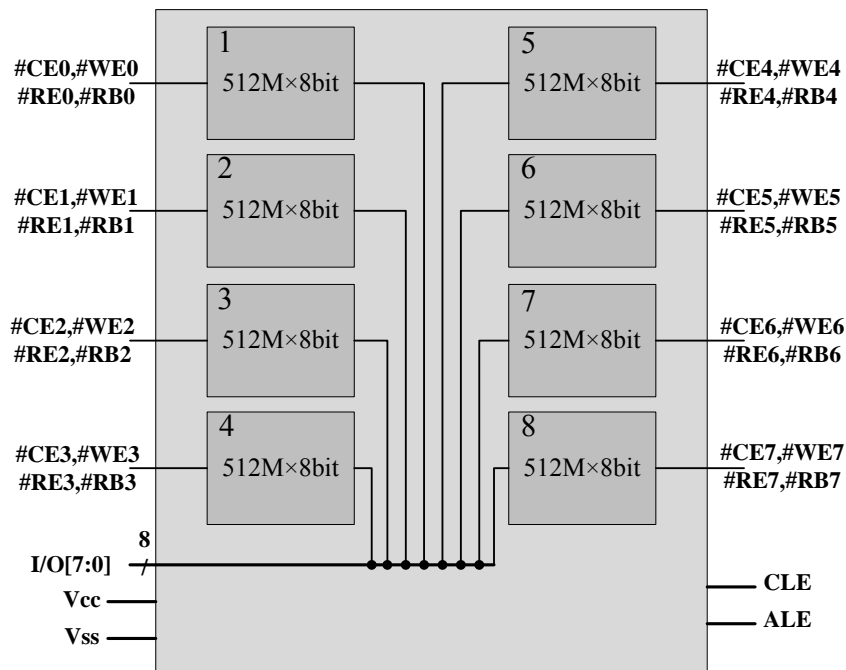 1
512M×8bit
#CE0,#WE0
#RE0,#RB0
2
512M×8bit
#CE1,#WE1
#RE1,#RB1
3
512M×8bit
#CE2,#WE2
#RE2,#RB2
4
512M×8bit
#CE3,#WE3
#RE3,#RB3
5
512M×8bit
#CE4,#WE4
#RE4,#RB4
6
512M×8bit
#CE5,#WE5
#RE5,#RB5
7
512M×8bit
#CE6,#WE6
#RE6,#RB6
8
512M×8bit
#CE7,#WE7
#RE7,#RB7
8
I/O[7:0]
Vcc
Vss
CLE
ALE